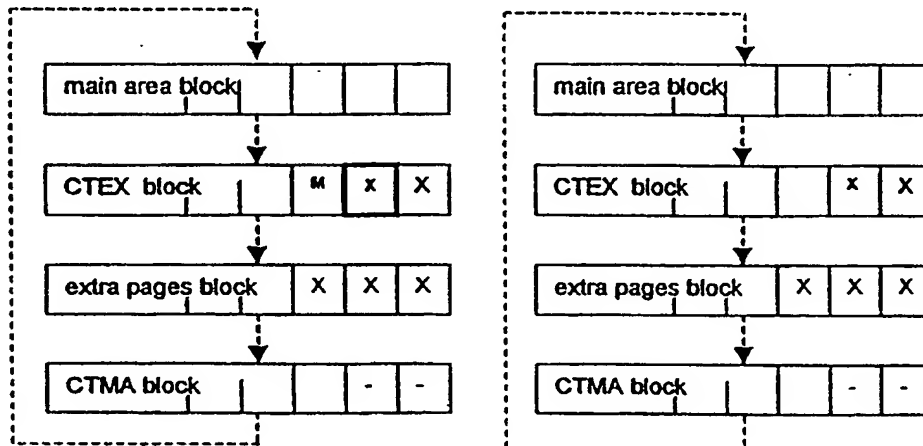 main area block
CTEX block M x X
extra pages block X X X
CTMA block - -
main area block
CTEX block x X
extra pages block X X X
CTMA block - -